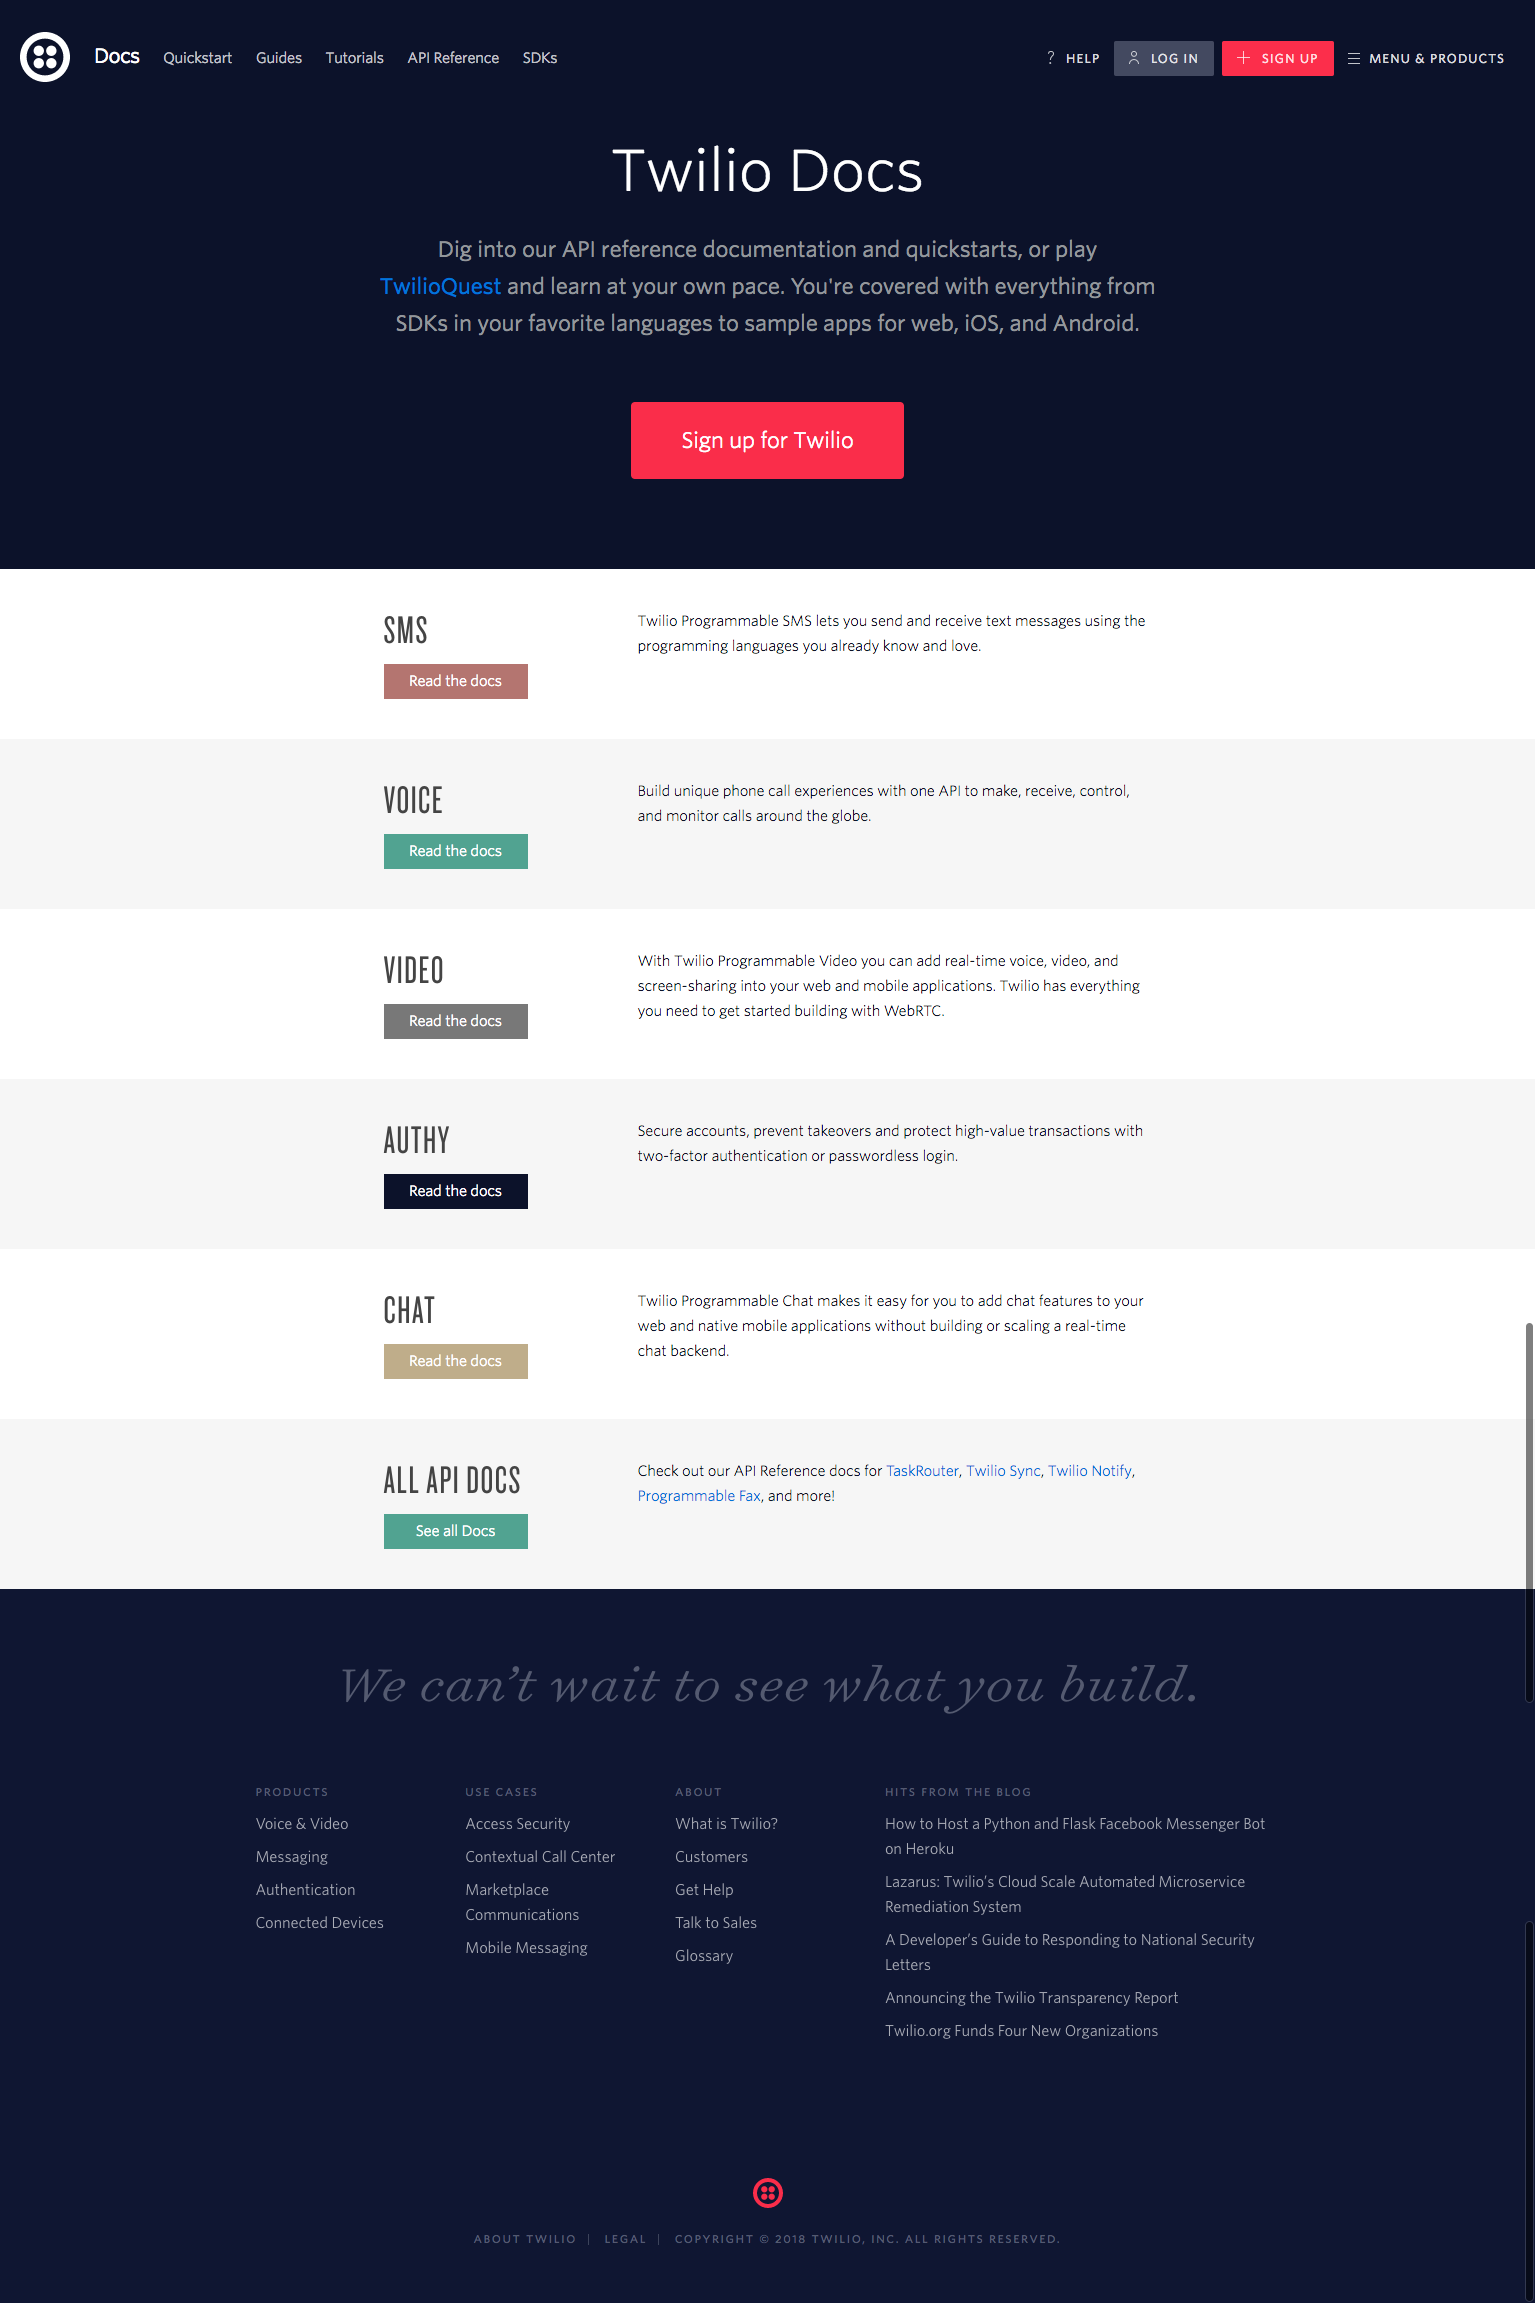 Docs Quickstart Guides Tutorials API Reference SDKs ? HELP LOG IN SIGN UP MENU & PRODUCTS
Twilio Docs
Dig into our API reference documentation and quickstarts, or play
TwilioQuest and learn at your own pace. You're covered with everything from
SDKs in your favorite languages to sample apps for web, iOS, and Android.
Sign up for Twilio
SMS
Read the docs
Twilio Programmable SMS lets you send and receive text messages using the
programming languages you already know and love.
VOICE
Read the docs
Build unique phone call experiences with one API to make, receive, control,
and monitor calls around the globe.
VIDEO
Read the docs
With Twilio Programmable Video you can add real-time voice, video, and
screen-sharing into your web and mobile applications. Twilio has everything
you need to get started building with WebRTC.
AUTHY
Read the docs
Secure accounts, prevent takeovers and protect high-value transactions with
two-factor authentication or passwordless login.
CHAT
Read the docs
Twilio Programmable Chat makes it easy for you to add chat features to your
web and native mobile applications without building or scaling a real-time
chat backend.
ALL API DOCS
See all Docs
Check out our API Reference docs for TaskRouter, Twilio Sync, Twilio Notify,
Programmable Fax, and more!
We can’t wait to see what you build.
PRODUCTS
Voice & Video
Messaging
Authentication
Connected Devices
USE CASES
Access Security
Contextual Call Center
Marketplace
Communications
Mobile Messaging
ABOUT
What is Twilio?
Customers
Get Help
Talk to Sales
Glossary
HITS FROM THE BLOG
How to Host a Python and Flask Facebook Messenger Bot
on Heroku
Lazarus: Twilio’s Cloud Scale Automated Microservice
Remediation System
A Developer’s Guide to Responding to National Security
Letters
Announcing the Twilio Transparency Report
Twilio.org Funds Four New Organizations
ABOUT TWILIO | LEGAL | COPYRIGHT © 2018 TWILIO, INC. ALL RIGHTS RESERVED.